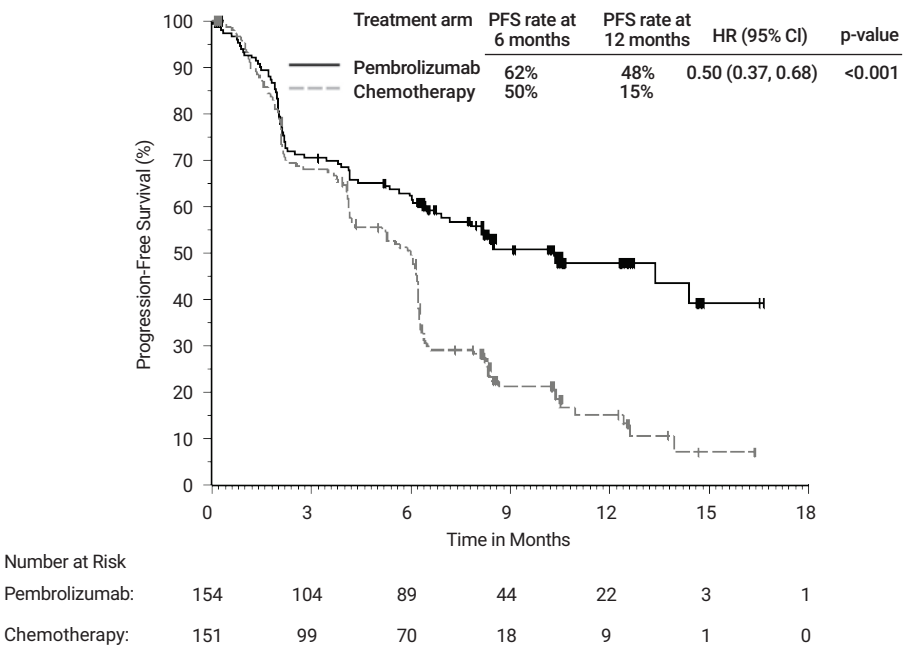 Treatment arm PFS rate at 6 months PFS rate at 12 months HR (95% CI) p-value
Pembrolizumab 62% 48% 0.50 (0.37, 0.68) <0.001
Chemotherapy 50% 15%
Progression-Free Survival (%)
100
90
80
70
60
50
40
30
20
10
0
0 3 6 9 12 15 18
Time in Months
Number at Risk
Pembrolizumab: 154 104 89 44 22 3 1
Chemotherapy: 151 99 70 18 9 1 0